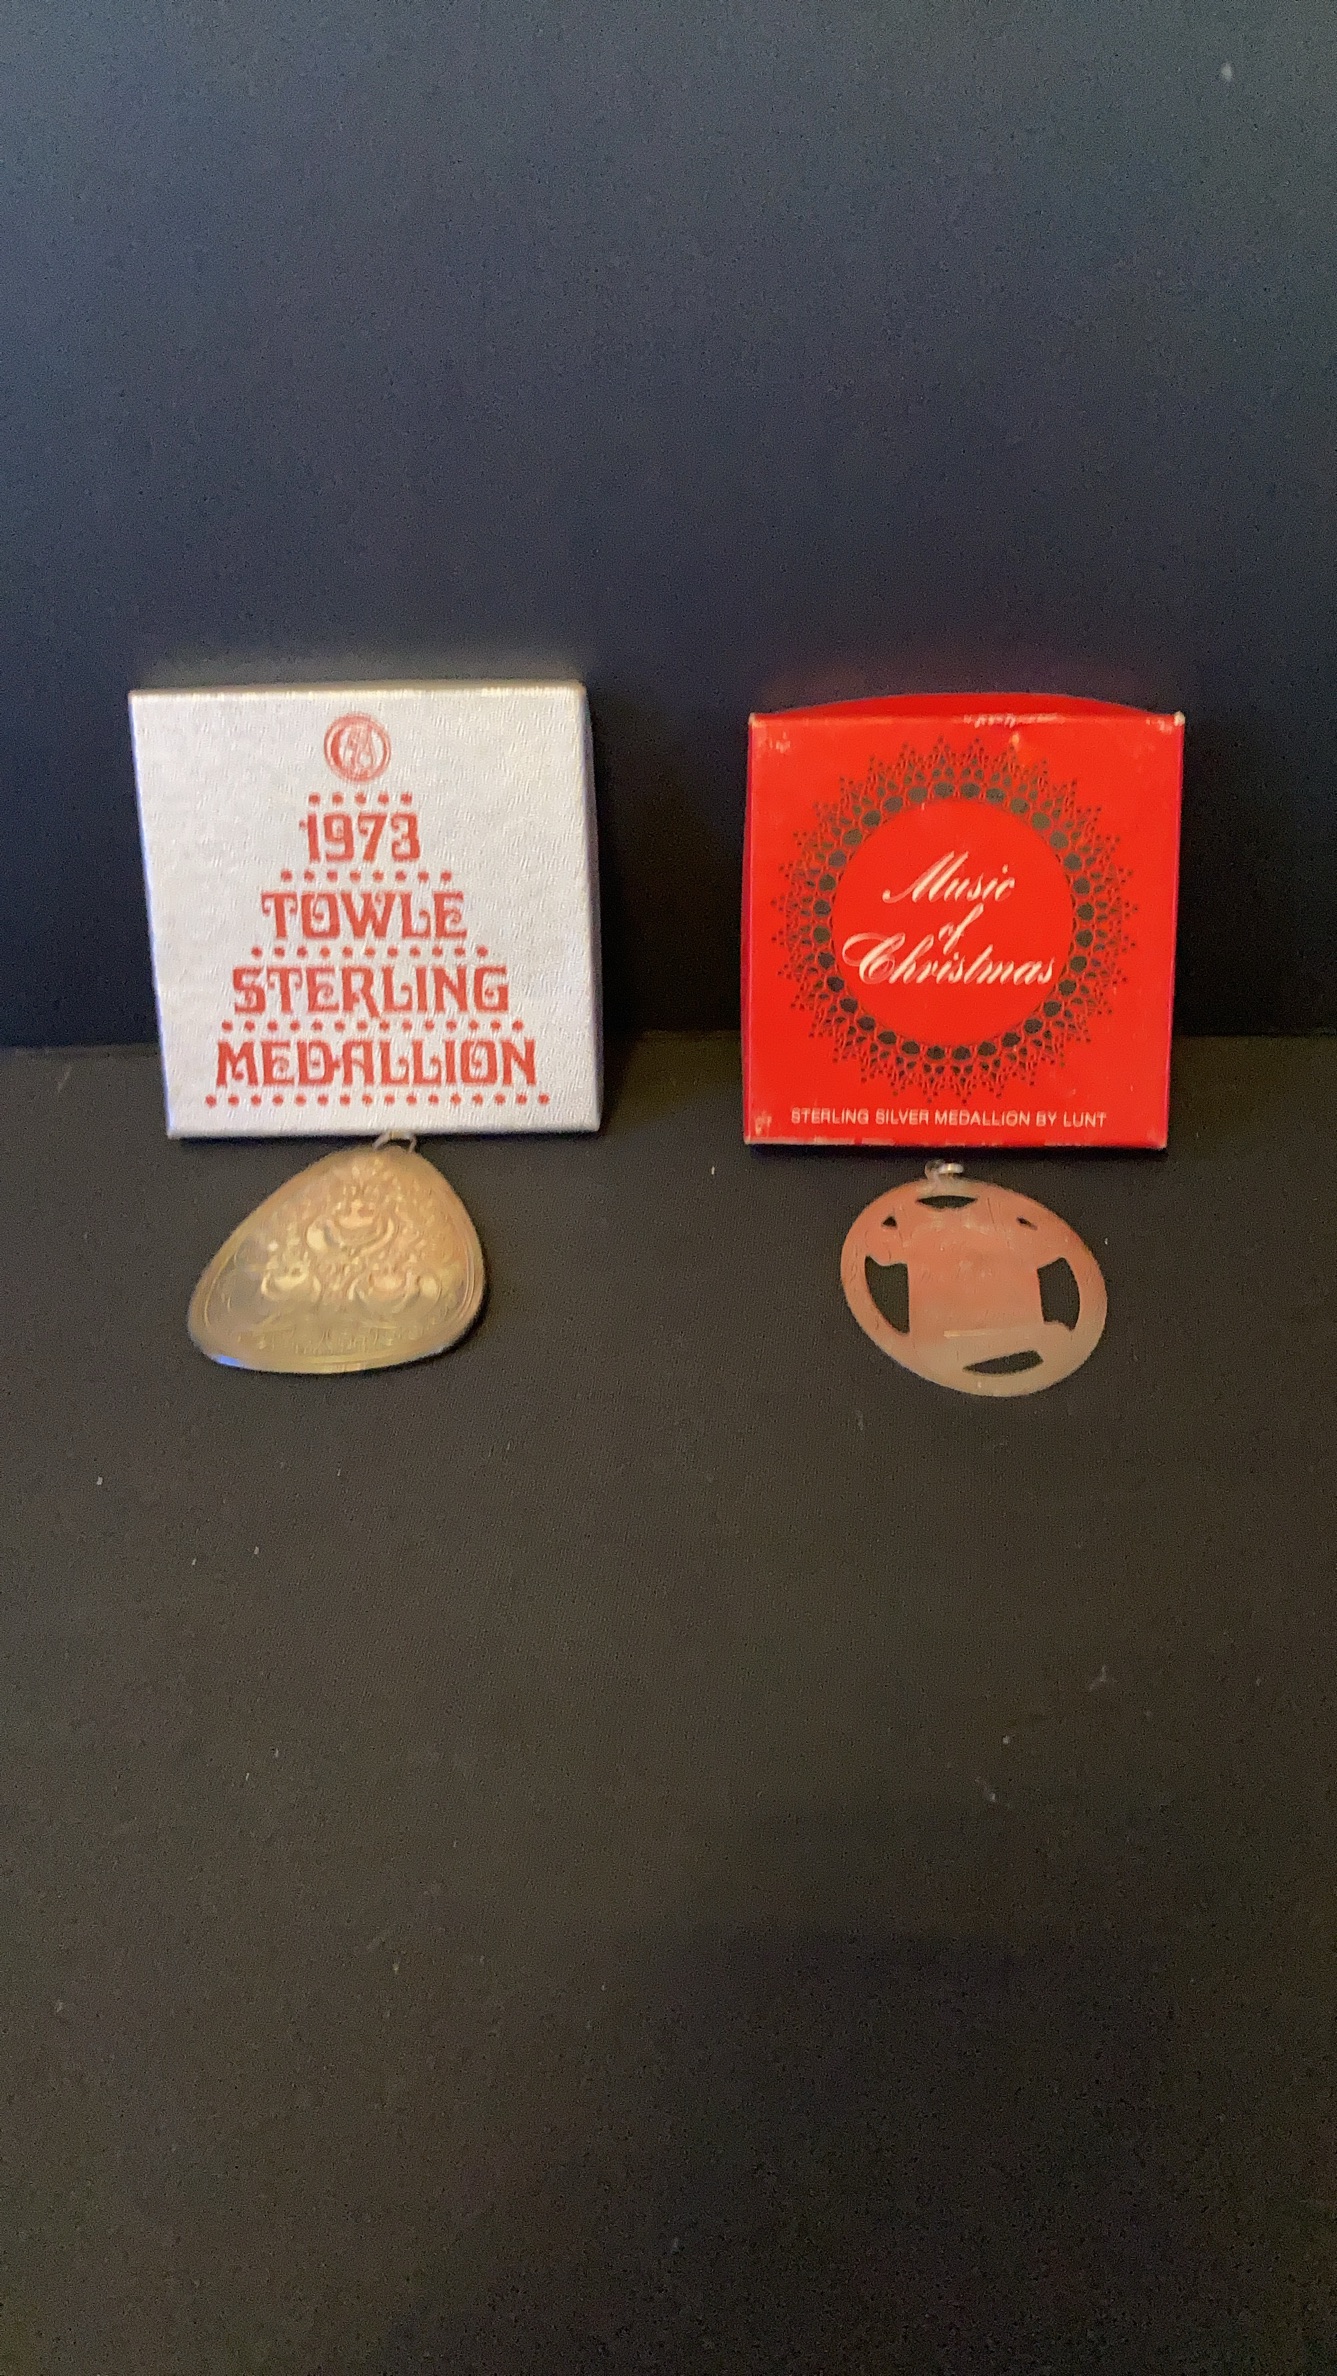 1973
TOWLE
STERLING
MEDALLION
Music
of
Christmas
STERLING SILVER MEDALLION BY LUNT